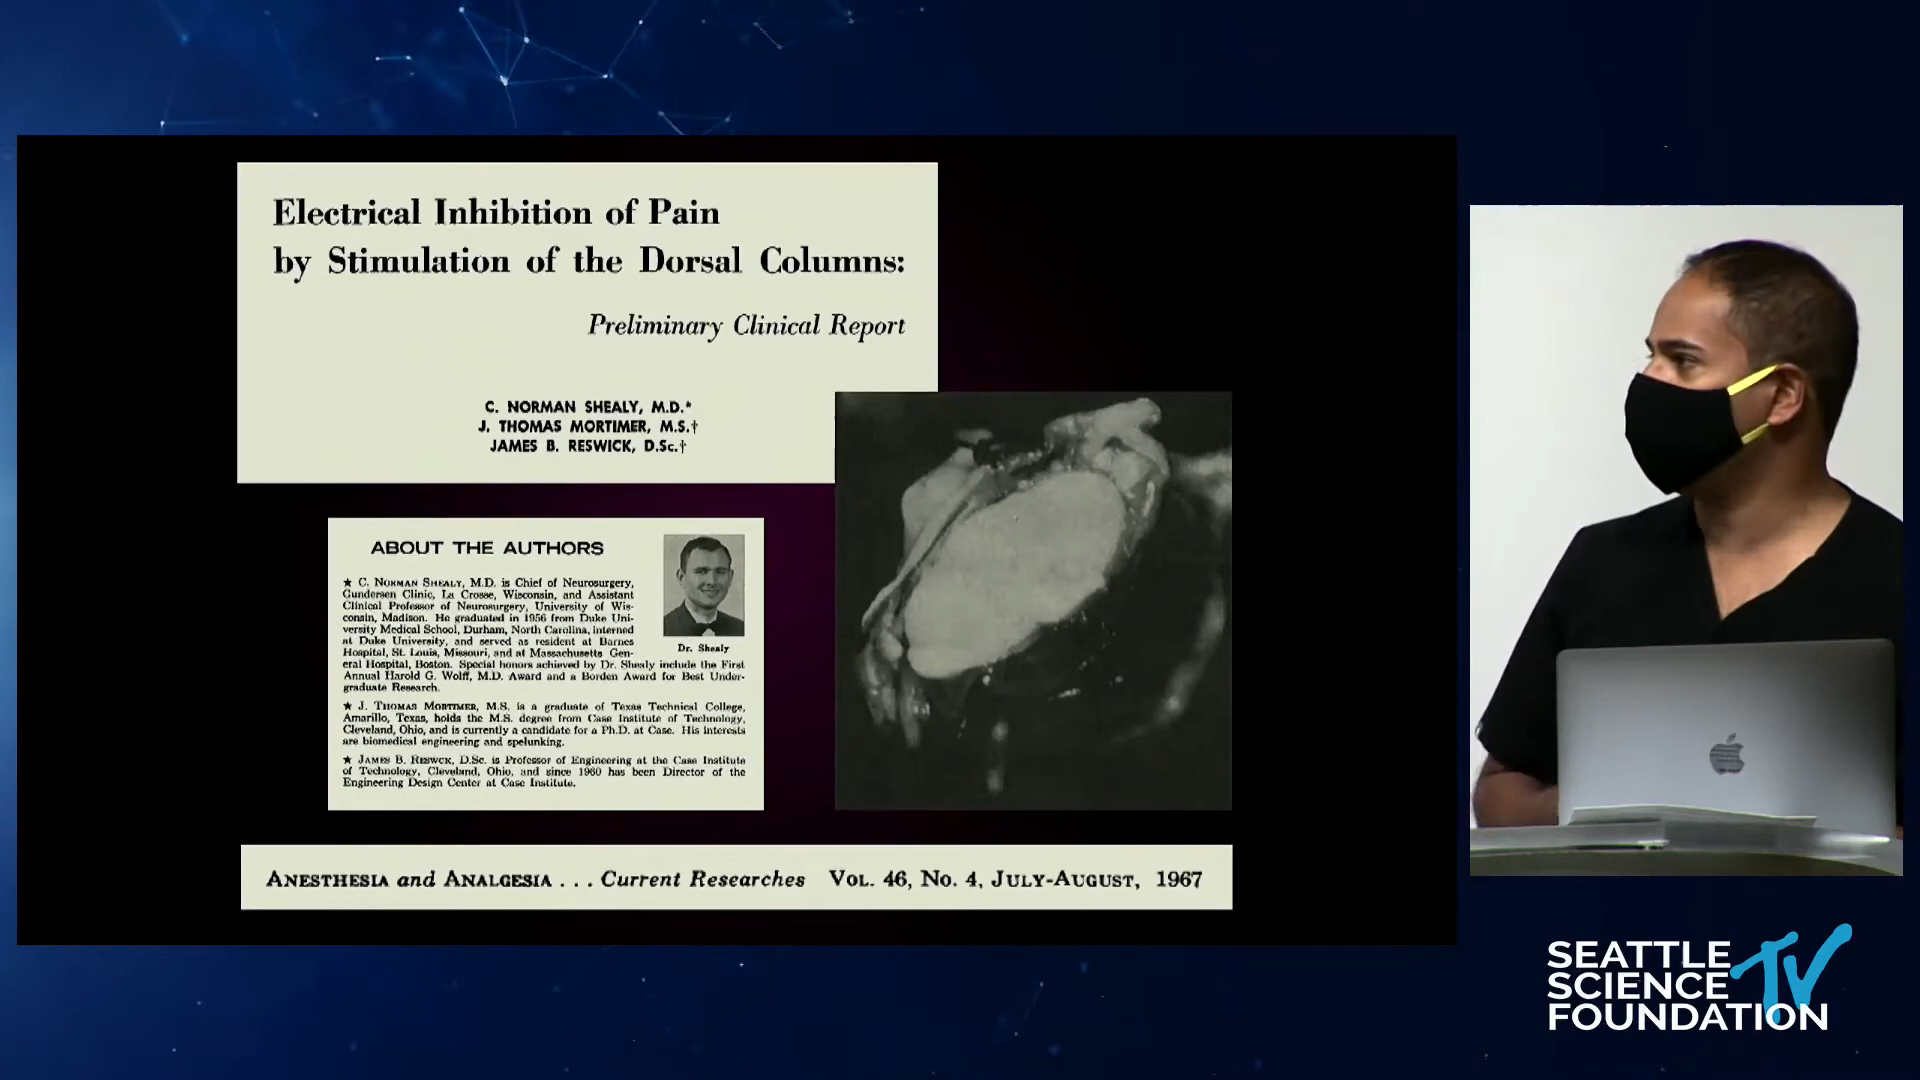 Electrical Inhibition of Pain
by Stimulation of the Dorsal Columns:
Preliminary Clinical Report
C. NORMAN SHEALY, M.D.*
J. THOMAS MORTIMER, M.S.†
JAMES B. RESWICK, D.Sc.†
ABOUT THE AUTHORS
★ C. NORMAN SHEALY, M.D. is Chief of Neurosurgery,
Gundersen Clinic, La Crosse, Wisconsin, and Assistant
Clinical Professor of Neurosurgery, University of Wis-
consin, Madison. He graduated in 1956 from Duke Uni-
versity Medical School, Durham, North Carolina, interned
at Duke University, and served as resident at Barnes
Hospital, St. Louis, Missouri, and at Massachusetts Gen-
eral Hospital, Boston. Special honors achieved by Dr. Shealy include the First
Annual Harold G. Wolff, M.D. Award and a Borden Award for Best Under-
graduate Research.
Dr. Shealy
★ J. THOMAS MORTIMER, M.S. is a graduate of Texas Technical College,
Amarillo, Texas, holds the M.S. degree from Case Institute of Technology,
Cleveland, Ohio, and is currently a candidate for a Ph.D. at Case. His interests
are biomedical engineering and spelunking.
★ JAMES B. RESWCK, D.Sc. is Professor of Engineering at the Case Institute
of Technology, Cleveland, Ohio, and since 1960 has been Director of the
Engineering Design Center at Case Institute.
ANESTHESIA and ANALGESIA . . . Current Researches VOL. 46, NO. 4, JULY-AUGUST, 1967
SEATTLE
SCIENCE TV
FOUNDATION